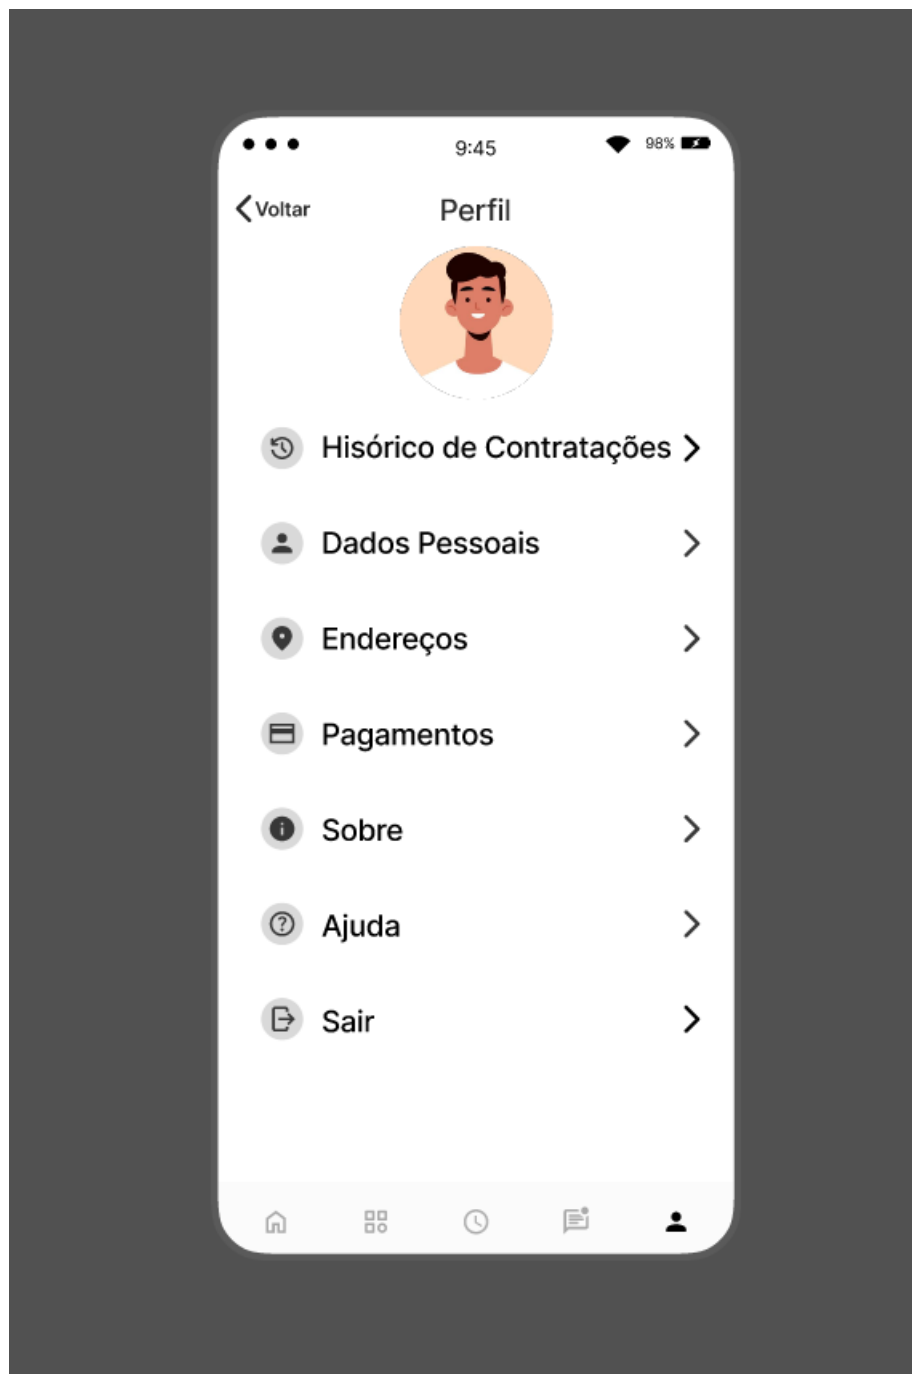 9:45
98%
Voltar
Perfil
Hisórico de Contratações
Dados Pessoais
Endereços
Pagamentos
Sobre
Ajuda
Sair